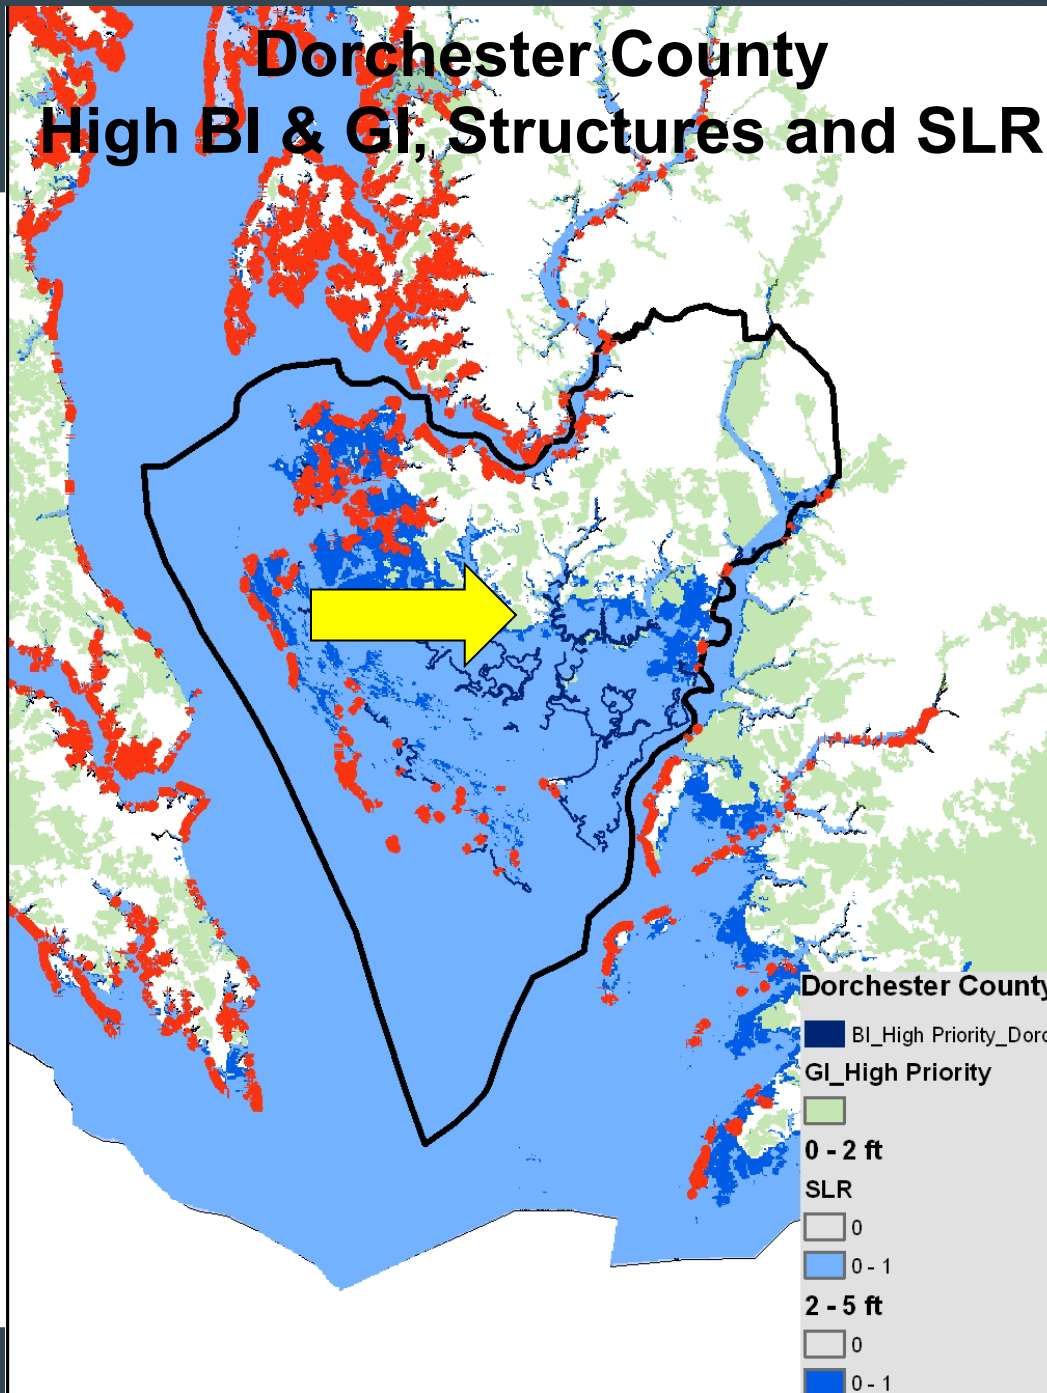 Dorchester County
High BI & GI, Structures and SLR
Dorchester County
BI_High Priority_Dorc
GI_High Priority
0 - 2 ft
SLR
0
0 - 1
2 - 5 ft
0
0 - 1